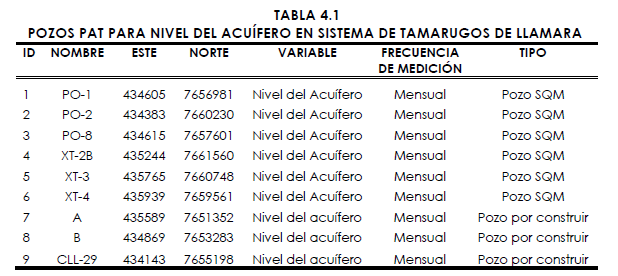 TABLA 4.1
POZOS PAT PARA NIVEL DEL ACUÍFERO EN SISTEMA DE TAMARUGOS DE LLAMARA
ID NOMBRE ESTE NORTE VARIABLE FRECUENCIA DE MEDICIÓN TIPO
1 PO-1 434605 7656981 Nivel del Acuífero Mensual Pozo SQM
2 PO-2 434383 7660230 Nivel del Acuífero Mensual Pozo SQM
3 PO-8 434615 7657601 Nivel del Acuífero Mensual Pozo SQM
4 XT-2B 435244 7661560 Nivel del Acuífero Mensual Pozo SQM
5 XT-3 435765 7660748 Nivel del Acuífero Mensual Pozo SQM
6 XT-4 435939 7659561 Nivel del Acuífero Mensual Pozo SQM
7 A 435589 7651352 Nivel del acuífero Mensual Pozo por construir
8 B 434869 7653283 Nivel del acuífero Mensual Pozo por construir
9 CLL-29 434143 7655198 Nivel del acuífero Mensual Pozo por construir